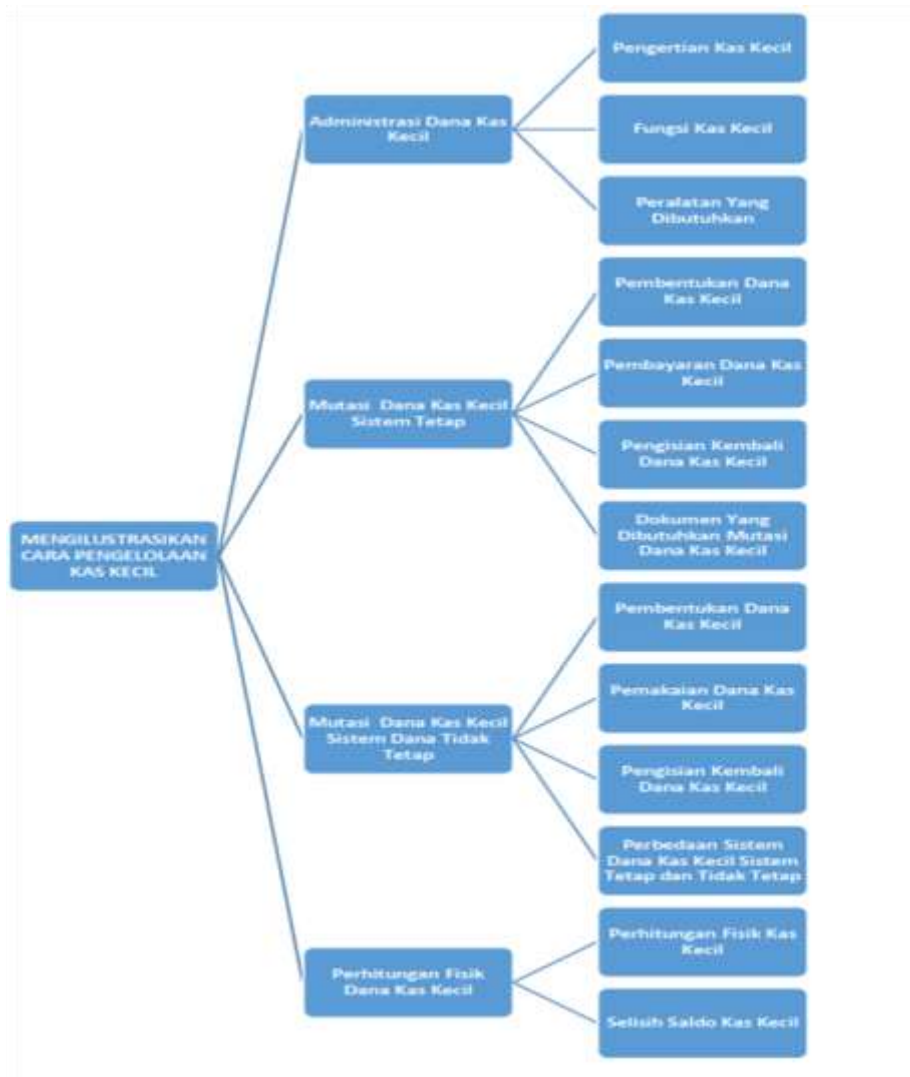 MENGILUSTRASIKAN
CARA PENGELOLAAN
KAS KECIL
Administrasi Dana Kas
Kecil
Pengertian Kas Kecil
Fungsi Kas Kecil
Peralatan Yang
Dibutuhkan
Mutasi Dana Kas Kecil
Sistem Tetap
Pembentukan Dana
Kas Kecil
Pembayaran Dana Kas
Kecil
Pengisian Kembali
Dana Kas Kecil
Dokumen Yang
Dibutuhkan Mutasi
Dana Kas Kecil
Mutasi Dana Kas Kecil
Sistem Dana Tidak
Tetap
Pembentukan Dana
Kas Kecil
Pemakaian Dana Kas
Kecil
Pengisian Kembali
Dana Kas Kecil
Perbedaan Sistem
Dana Kas Kecil Sistem
Tetap dan Tidak Tetap
Perhitungan Fisik
Dana Kas Kecil
Perhitungan Fisik Kas
Kecil
Selisih Saldo Kas Kecil